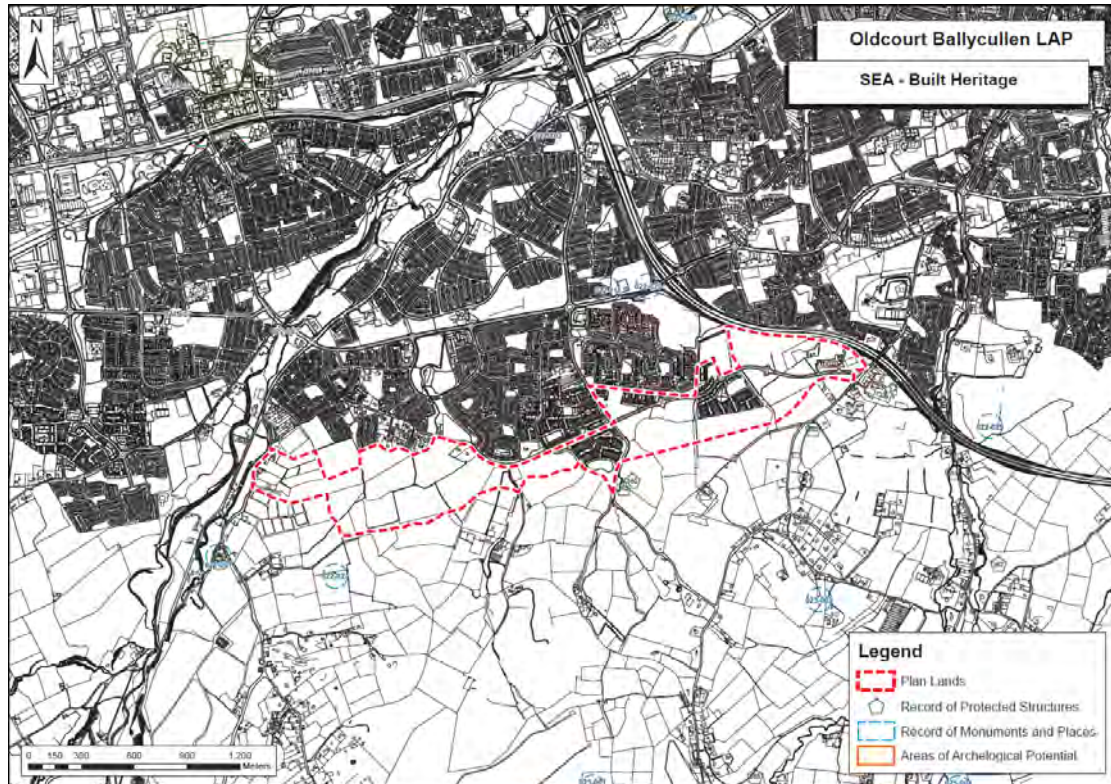 N
Oldcourt Ballycullen LAP
SEA - Built Heritage
Legend
Plan Lands
Record of Protected Structures
Record of Monuments and Places
Areas of Archelogical Potential
0 150 300 600 900 1,200
Meters